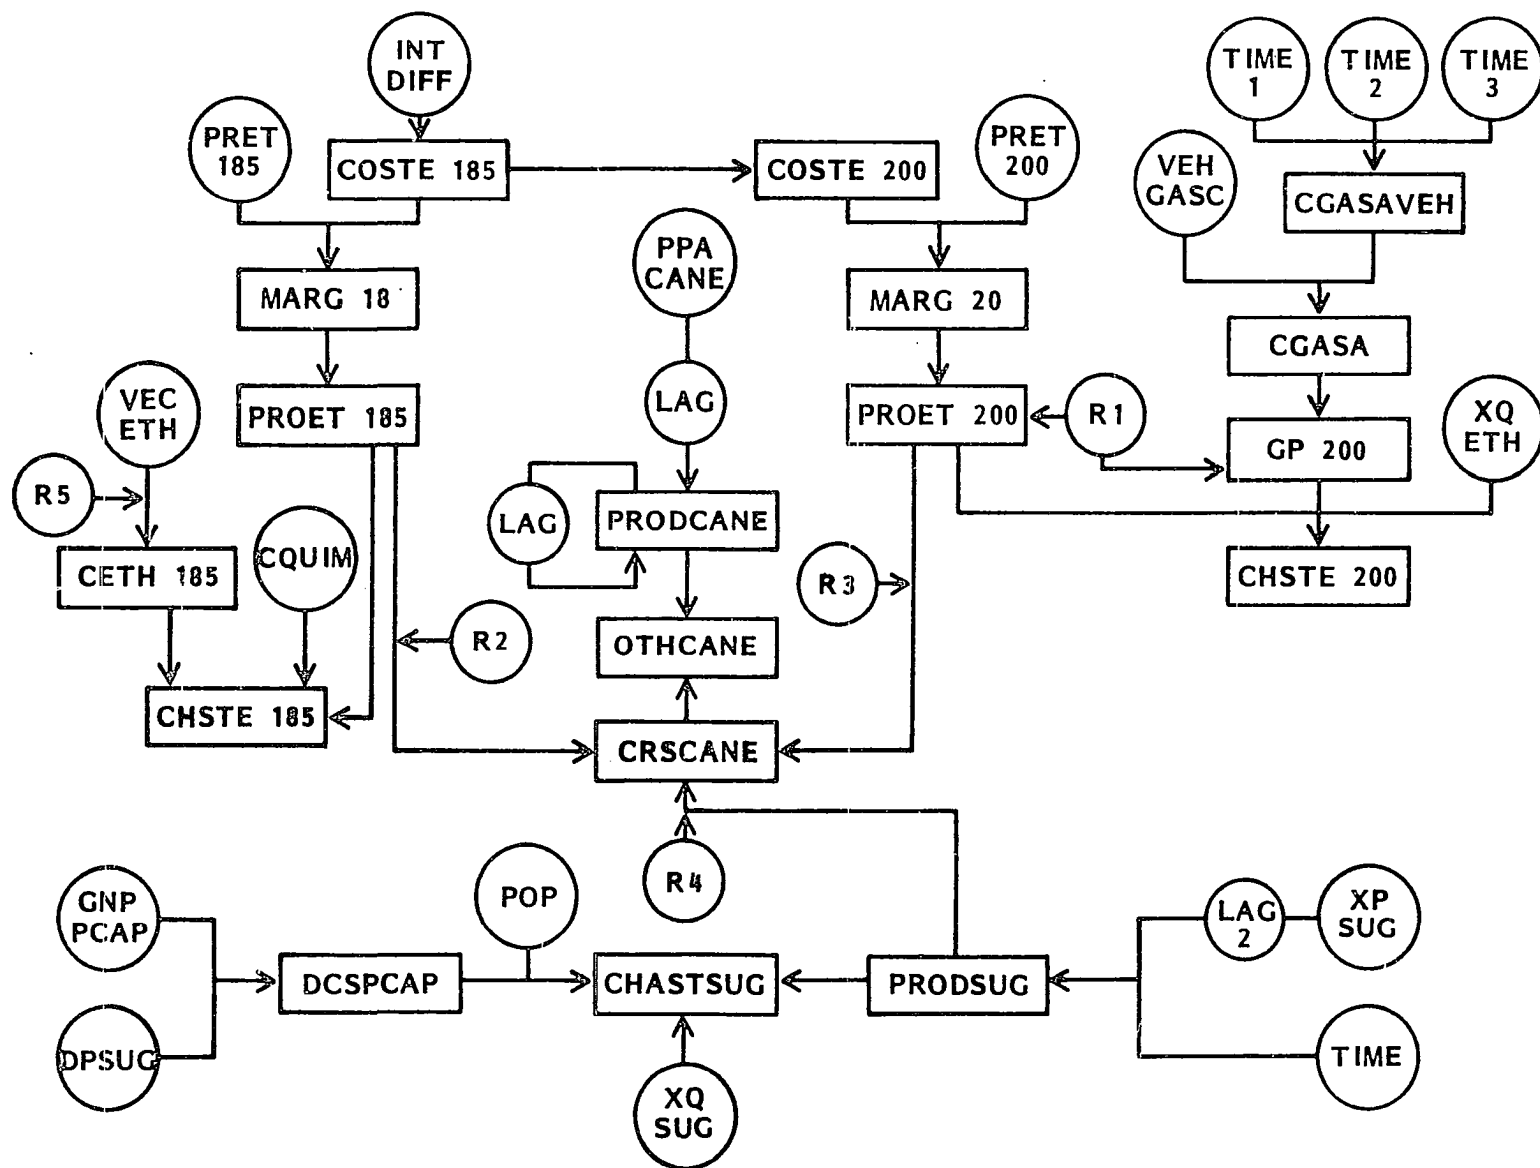 INT
DIFF
TIME
1
TIME
2
TIME
3
PRET
185
COSTE 185
COSTE 200
PRET
200
VEH
GASC
CGASAVEH
PPA
CANE
MARG 18
MARG 20
CGASA
VEC
ETH
PROET 185
LAG
PROET 200
R1
XQ
ETH
GP 200
R5
LAG
PRODCANE
CETH 185
CQUIM
R3
CHSTE 200
R2
OTHCANE
CHSTE 185
CRSCANE
R4
GNP
PCAP
POP
LAG
2
XP
SUG
DCSPCAP
CHASTSUG
PRODSUG
DPSUG
TIME
XQ
SUG